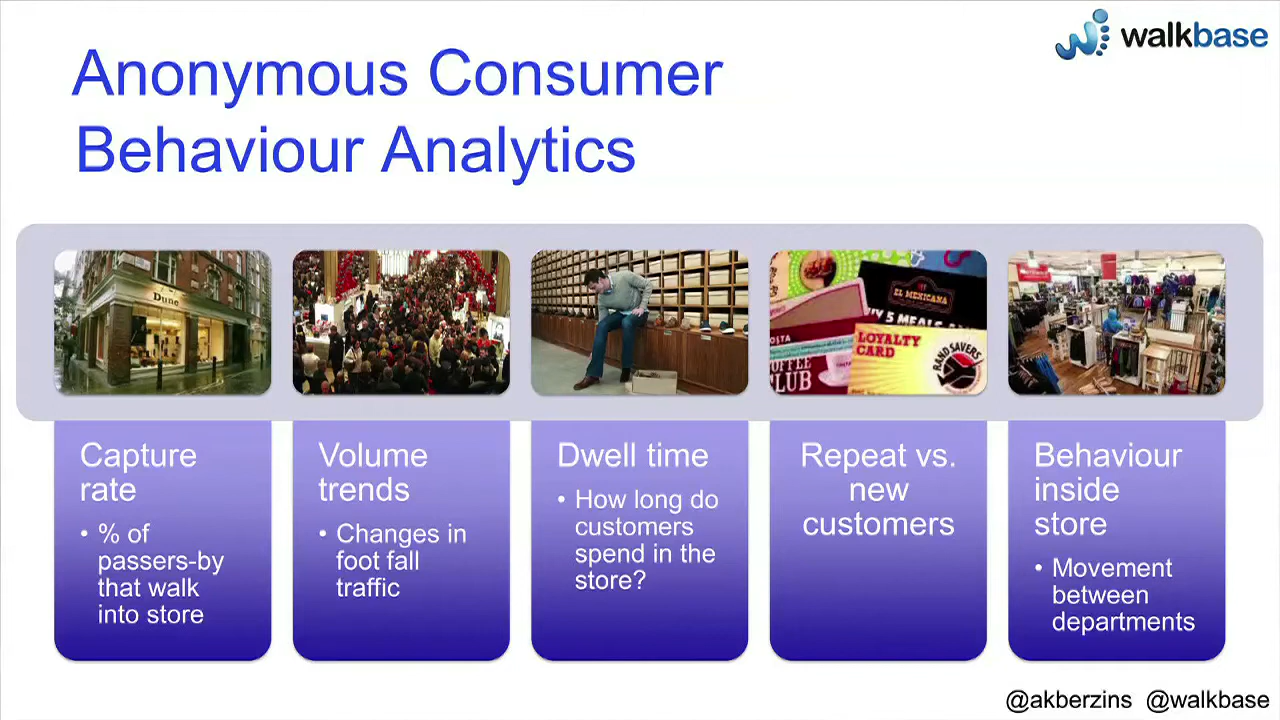 walkbase
Anonymous Consumer
Behaviour Analytics
Dune
EL MEXICANA
LOYALTY
CARD
CLUB
Capture
rate
• % of
passers-by
that walk
into store
Volume
trends
• Changes in
foot fall
traffic
Dwell time
• How long do
customers
spend in the
store?
Repeat vs.
new
customers
Behaviour
inside
store
• Movement
between
departments
@akberzins @walkbase